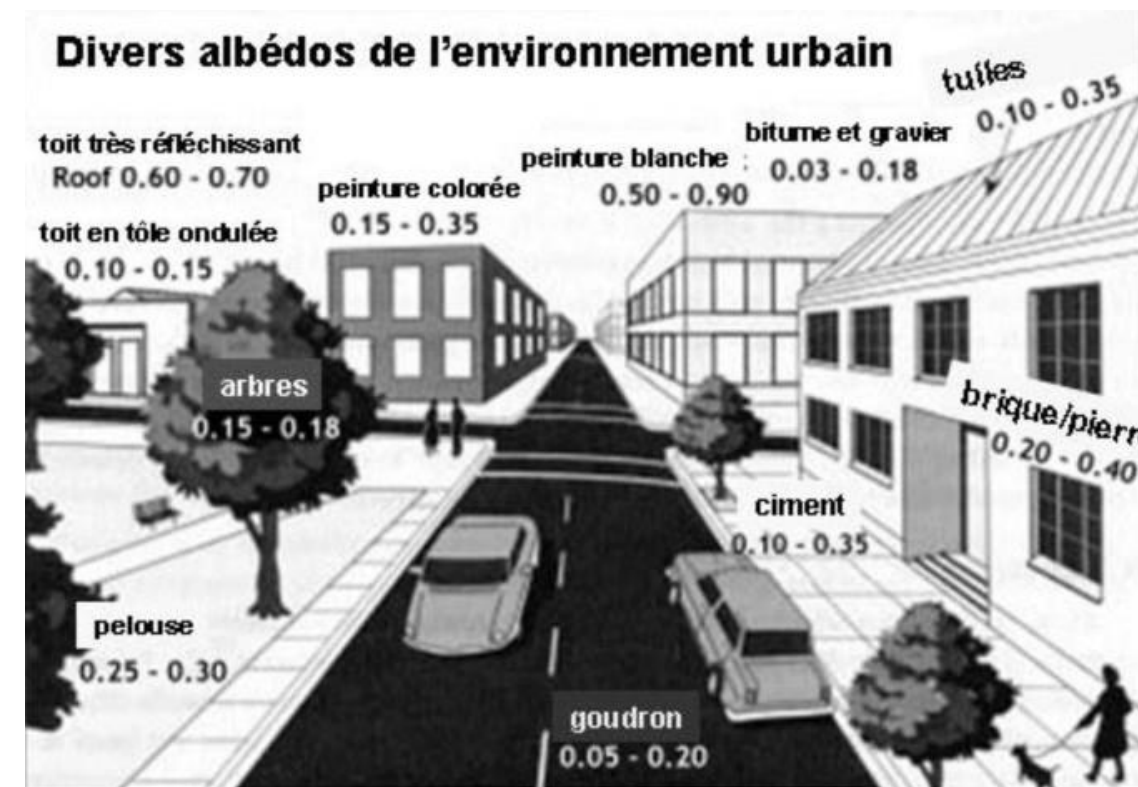 Divers albédos de l'environnement urbain
tuiles
0.10 - 0.35
toit très réfléchissant
Roof 0.60 - 0.70
bitume et gravier
0.03 - 0.18
peinture blanche :
0.50 - 0.90
peinture colorée
0.15 - 0.35
toit en tôle ondulée
0.10 - 0.15
arbres
0.15 - 0.18
brique/pierr
0.20 - 0.40
ciment
0.10 - 0.35
pelouse
0.25 - 0.30
goudron
0.05 - 0.20